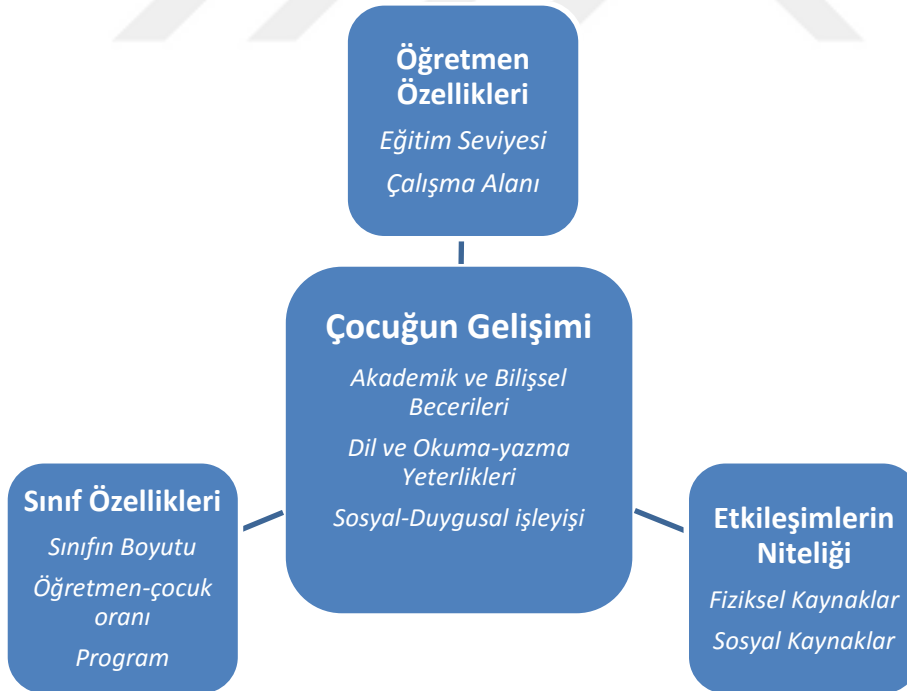 Öğretmen
Özellikleri
Eğitim Seviyesi
Çalışma Alanı
Çocuğun Gelişimi
Akademik ve Bilişsel
Becerileri
Dil ve Okuma-yazma
Yeterlikleri
Sosyal-Duygusal işleyişi
Sınıf Özellikleri
Sınıfın Boyutu
Öğretmen-çocuk
oranı
Program
Etkileşimlerin
Niteliği
Fiziksel Kaynaklar
Sosyal Kaynaklar